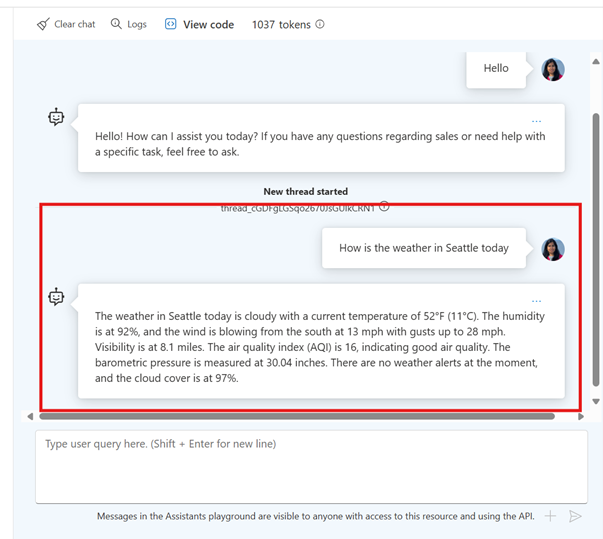 Clear chat Logs View code 1037 tokens
Hello
...
Hello! How can I assist you today? If you have any questions regarding sales or need help with
a specific task, feel free to ask.
New thread started
How is the weather in Seattle today
...
The weather in Seattle today is cloudy with a current temperature of 52°F (11°C). The humidity
is at 92%, and the wind is blowing from the south at 13 mph with gusts up to 28 mph.
Visibility is at 8.1 miles. The air quality index (AQI) is 16, indicating good air quality. The
barometric pressure is measured at 30.04 inches. There are no weather alerts at the moment,
and the cloud cover is at 97%.
Type user query here. (Shift + Enter for new line)
Messages in the Assistants playground are visible to anyone with access to this resource and using the API.